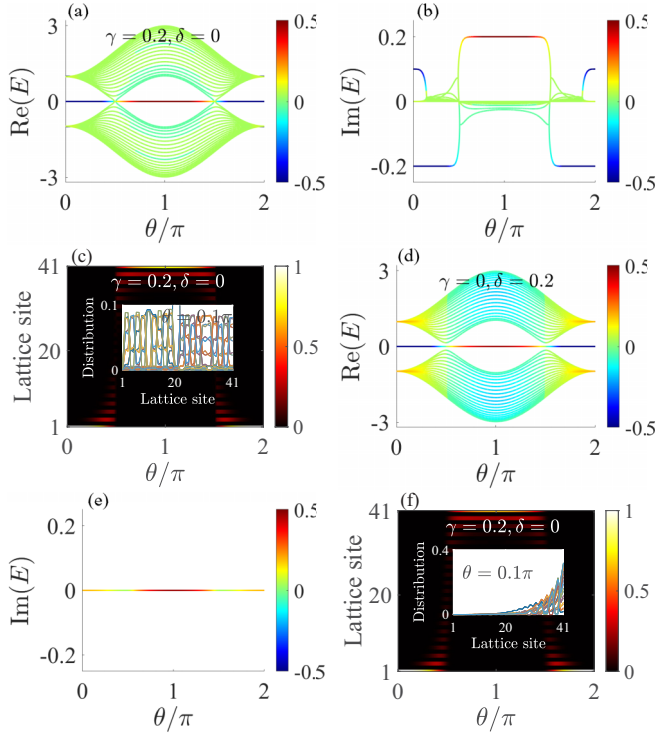 (a)
γ = 0.2, δ = 0
3
0
-3
Re(E)
0
1
2
θ/π
0.5
0
-0.5
(b)
0.2
0
-0.2
Im(E)
0
1
2
θ/π
0.5
0
-0.5
(c)
γ = 0.2, δ = 0
41
20
1
Lattice site
0.1
0
Distribution
θ = 0.1π
1
20
41
Lattice site
0
1
2
θ/π
1
0.5
0
(d)
γ = 0, δ = 0.2
3
0
-3
Re(E)
0
1
2
θ/π
0.5
0
-0.5
(e)
0.2
0
-0.2
Im(E)
0
1
2
θ/π
0.5
0
-0.5
(f)
γ = 0.2, δ = 0
41
20
1
Lattice site
0.4
0
Distribution
θ = 0.1π
1
20
41
Lattice site
0
1
2
θ/π
1
0.5
0